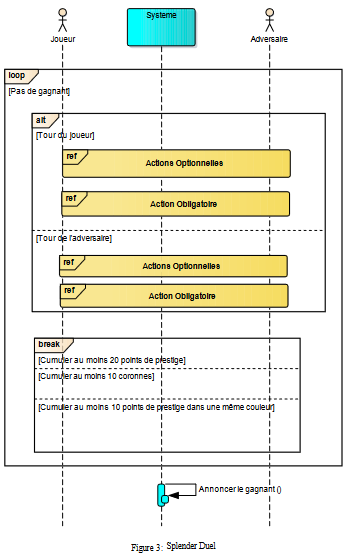 Systeme
Joueur
Adversaire
loop
[Pas de gagnant]
alt
[Tour du joueur]
ref
Actions Optionnelles
ref
Action Obligatoire
[Tour de l'adversaire]
ref
Actions Optionnelles
ref
Action Obligatoire
break
[Cumuler au moins 20 points de prestige]
[Cumuler au moins 10 coronnes]
[Cumuler au moins 10 points de prestige dans une même couleur]
Annoncer le gagnant ()
Figure 3: Splender Duel